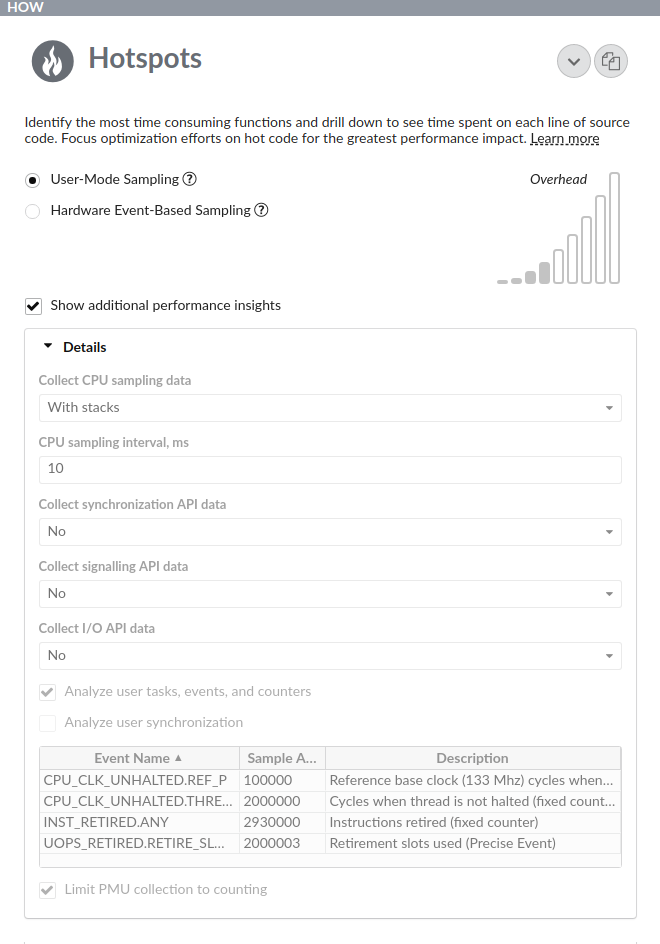 HOW
Hotspots
Identify the most time consuming functions and drill down to see time spent on each line of source
code. Focus optimization efforts on hot code for the greatest performance impact. Learn more
User-Mode Sampling ?
Overhead
Hardware Event-Based Sampling ?
Show additional performance insights
Details
Collect CPU sampling data
With stacks
CPU sampling interval, ms
10
Collect synchronization API data
No
Collect signalling API data
No
Collect I/O API data
No
Analyze user tasks, events, and counters
Analyze user synchronization
Event Name ▲ Sample A... Description
CPU_CLK_UNHALTED.REF_P 100000 Reference base clock (133 Mhz) cycles when...
CPU_CLK_UNHALTED.THRE... 2000000 Cycles when thread is not halted (fixed count...
INST_RETIRED.ANY 2930000 Instructions retired (fixed counter)
UOPS_RETIRED.RETIRE_SL... 2000003 Retirement slots used (Precise Event)
Limit PMU collection to counting